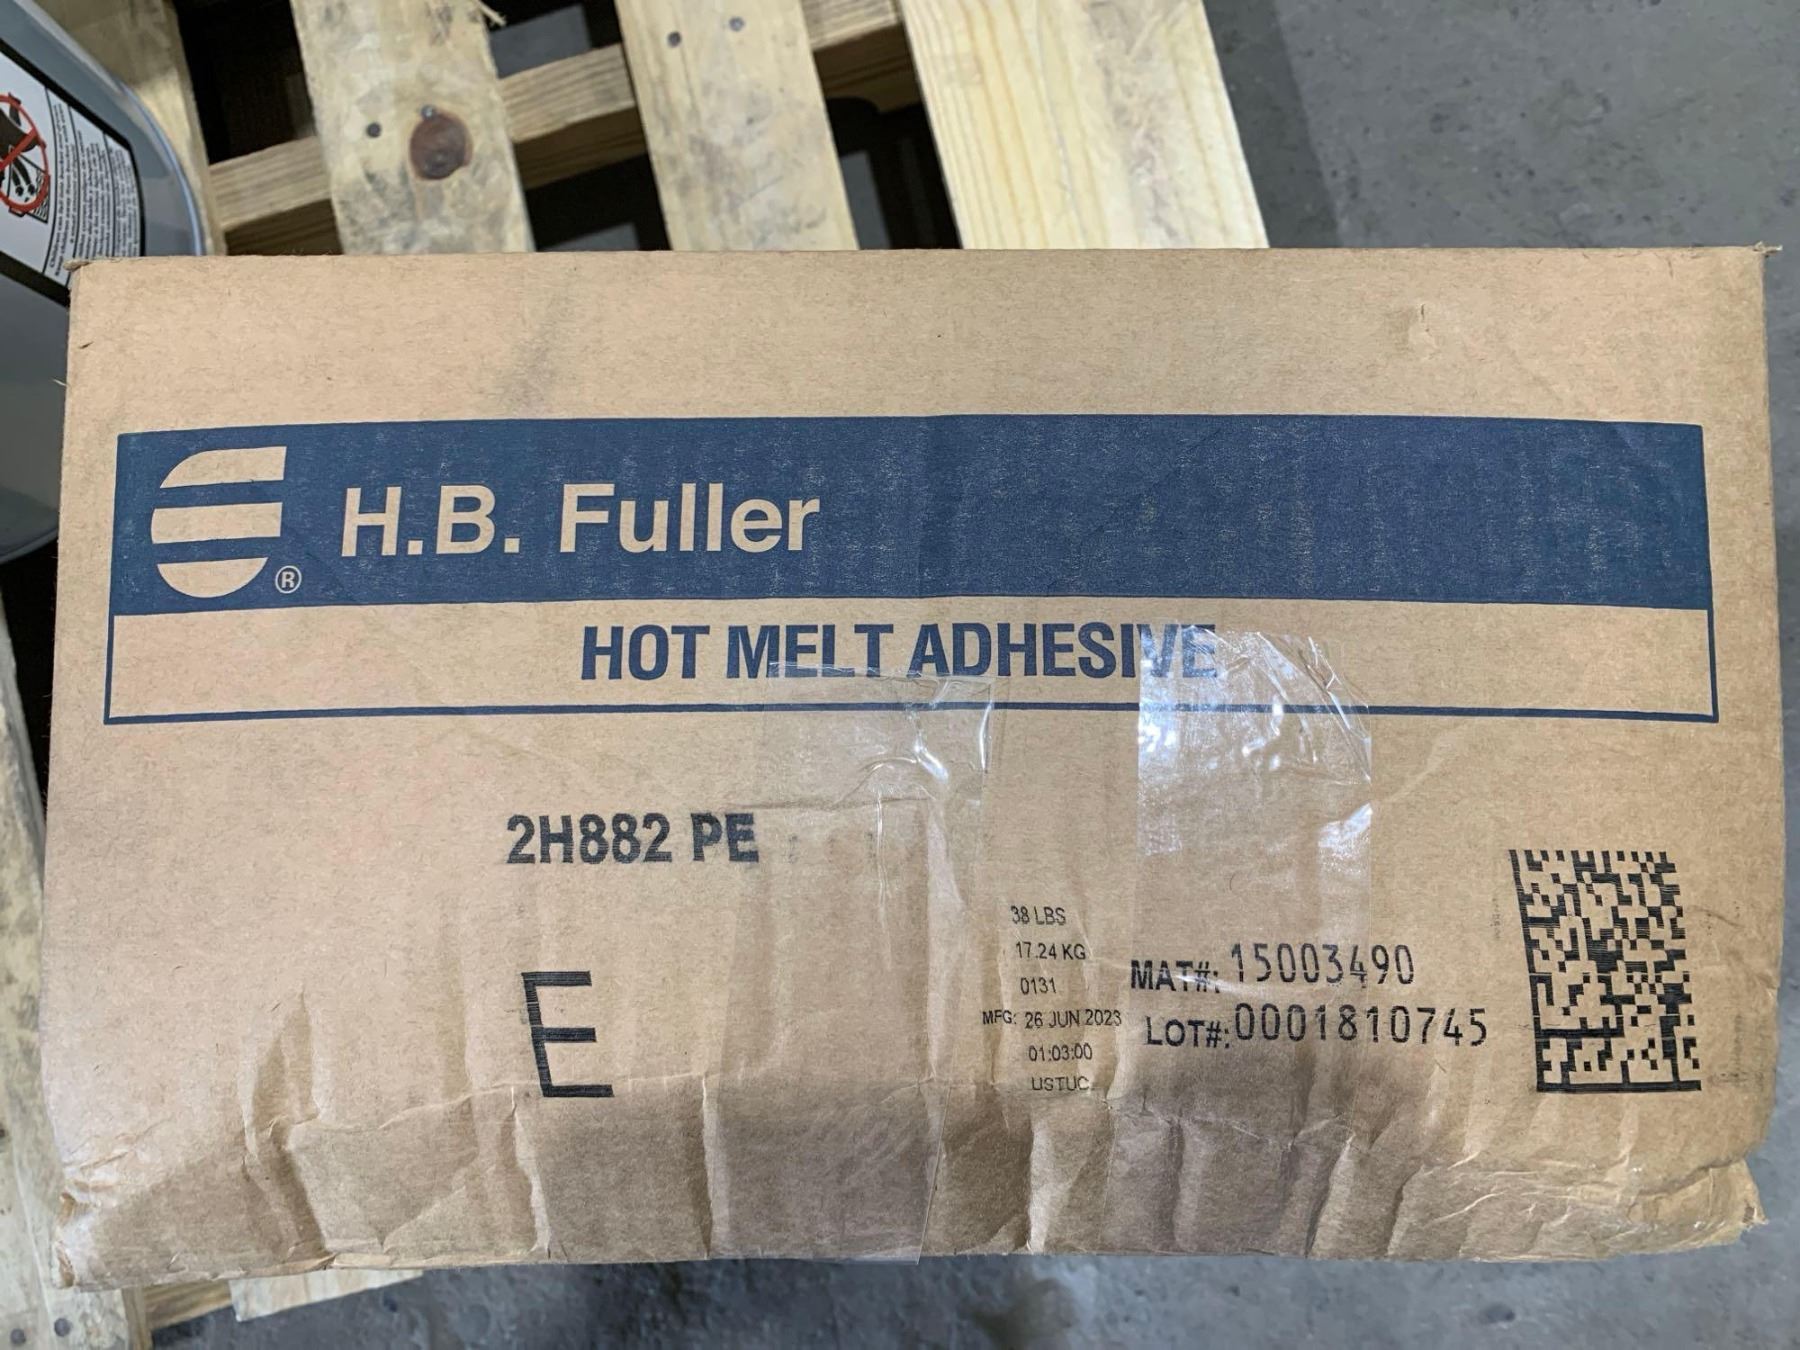 H.B. Fuller
®
HOT MELT ADHESIVE
2H882 PE
E
38 LBS
17.24 KG
0131
MFG: 26 JUN 2023
01:03:00
USTUC
MAT#: 15003490
LOT#: 0001810745